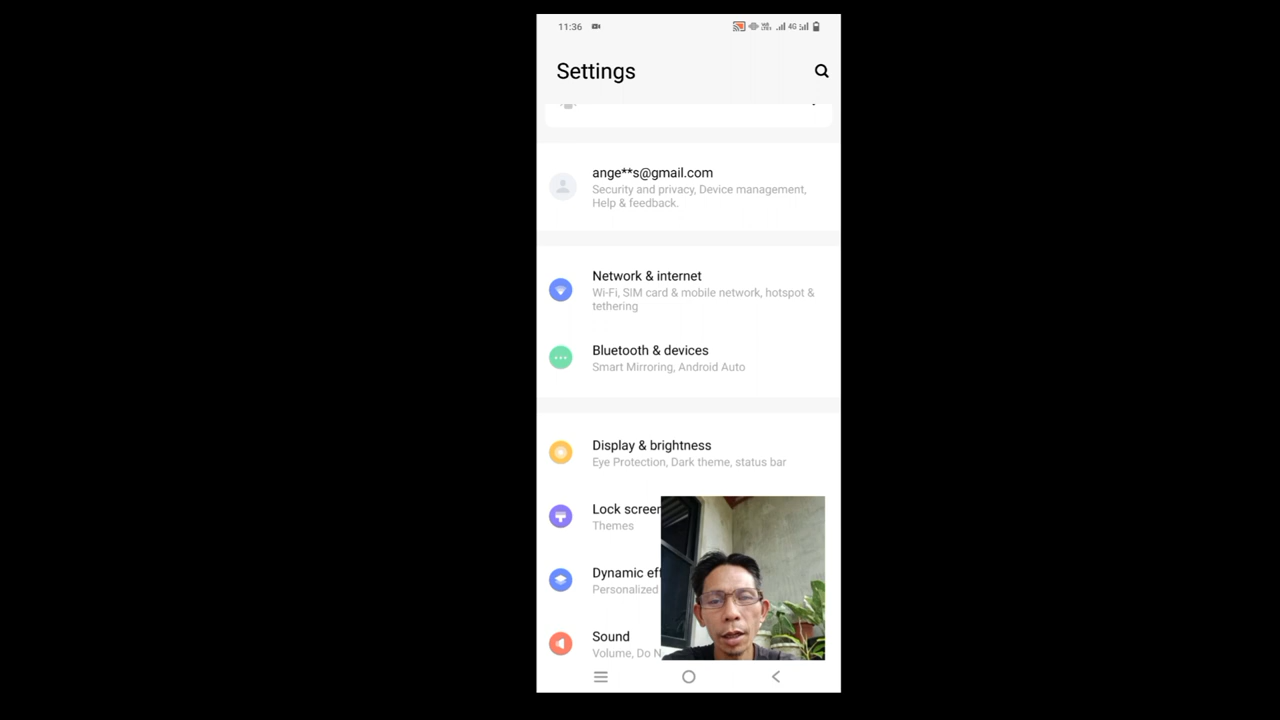 11:36
4G
Settings
ange**s@gmail.com
Security and privacy, Device management,
Help & feedback.
Network & internet
Wi-Fi, SIM card & mobile network, hotspot &
tethering
Bluetooth & devices
Smart Mirroring, Android Auto
Display & brightness
Eye Protection, Dark theme, status bar
Lock screen
Themes
Dynamic eff
Personalized
Sound
Volume, Do N